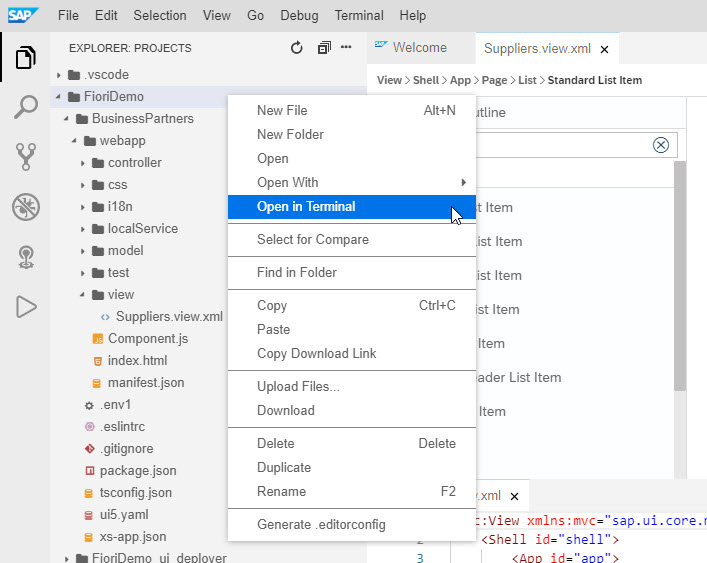 SAP File Edit Selection View Go Debug Terminal Help
EXPLORER: PROJECTS
.vscode
FioriDemo
BusinessPartners
webapp
controller
css
i18n
localService
model
test
view
Suppliers.view.xml
Component.js
index.html
manifest.json
.env1
.eslintrc
.gitignore
package.json
tsconfig.json
ui5.yaml
xs-app.json
FioriDemo_ui_deployer
New File Alt+N
New Folder
Open
Open With
Open in Terminal
Select for Compare
Find in Folder
Copy Ctrl+C
Paste
Copy Download Link
Upload Files...
Download
Delete Delete
Duplicate
Rename F2
Generate .editorconfig
SAP Welcome Suppliers.view.xml
View > Shell > App > Page > List > Standard List Item
utline
st Item
List Item
ist Item
ist Item
m
ader List Item
Item
.xml
c:View xmlns:mvc="sap.ui.core.m
2 <Shell id="shell">
3 <App id="app">